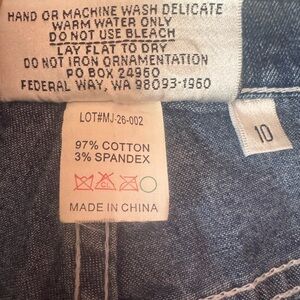 HAND OR MACHINE WASH DELICATE
WARM WATER ONLY
DO NOT USE BLEACH
LAY FLAT TO DRY
DO NOT IRON ORNAMENTATION
PO BOX 24960
FEDERAL WAY, WA 98093-1960
LOT#MJ-26-002
97% COTTON
3% SPANDEX
CL
MADE IN CHINA
10